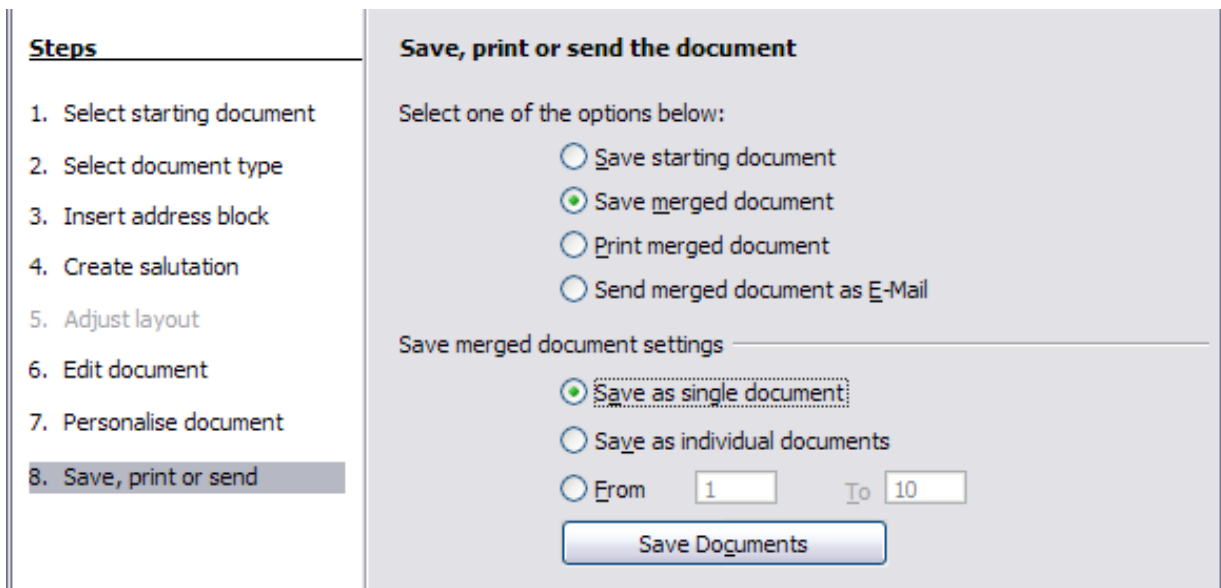 Steps
1. Select starting document
2. Select document type
3. Insert address block
4. Create salutation
5. Adjust layout
6. Edit document
7. Personalise document
8. Save, print or send
Save, print or send the document
Select one of the options below:
Save starting document
Save merged document
Print merged document
Send merged document as E-Mail
Save merged document settings
Save as single document
Save as individual documents
From 1 To 10
Save Documents